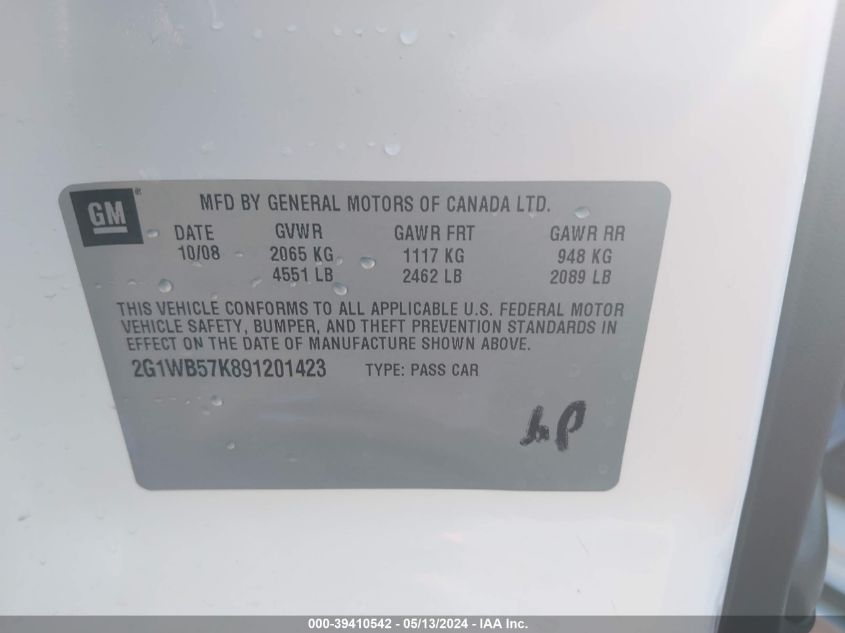 GM
MFD BY GENERAL MOTORS OF CANADA LTD.
DATE GVWR GAWR FRT GAWR RR
10/08 2065 KG 1117 KG 948 KG
4551 LB 2462 LB 2089 LB
THIS VEHICLE CONFORMS TO ALL APPLICABLE U.S. FEDERAL MOTOR
VEHICLE SAFETY, BUMPER, AND THEFT PREVENTION STANDARDS IN
EFFECT ON THE DATE OF MANUFACTURE SHOWN ABOVE.
2G1WB57K891201423 TYPE: PASS CAR
000-39410542 - 05/13/2024 - IAA Inc.